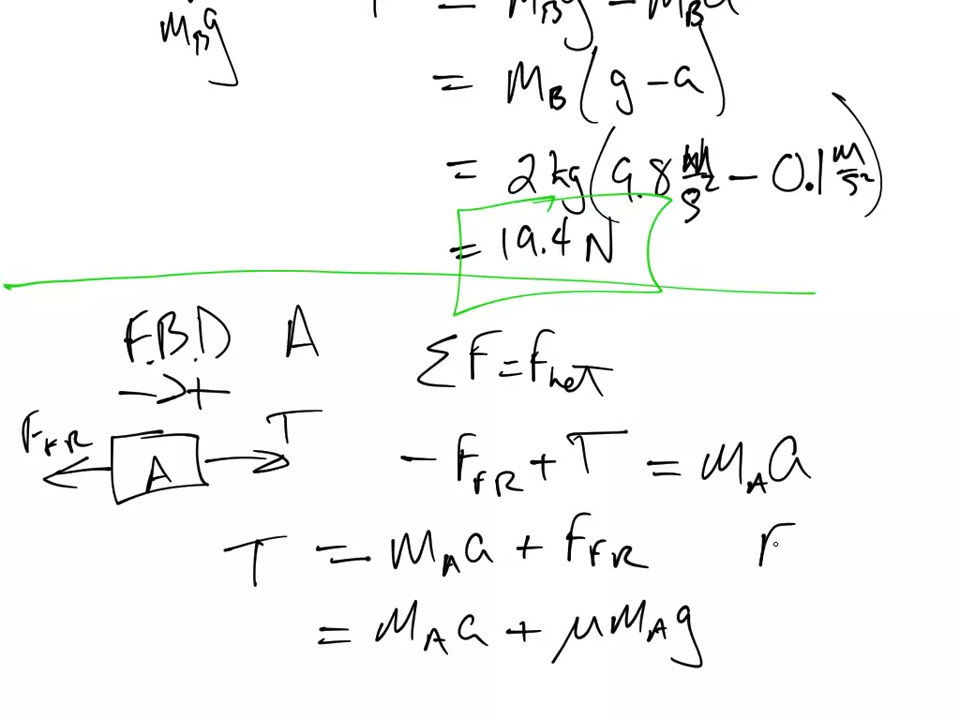 T = m_B g - m_B a
m_B g
= m_B (g - a)
= 2 kg (9.8 m/s² - 0.1 m/s²)
= 19.4 N
F.B.D A
ΣF = F_net
→+
F_FR A T
- F_FR + T = m_A a
T = m_A a + F_FR F
= m_A a + μ m_A g